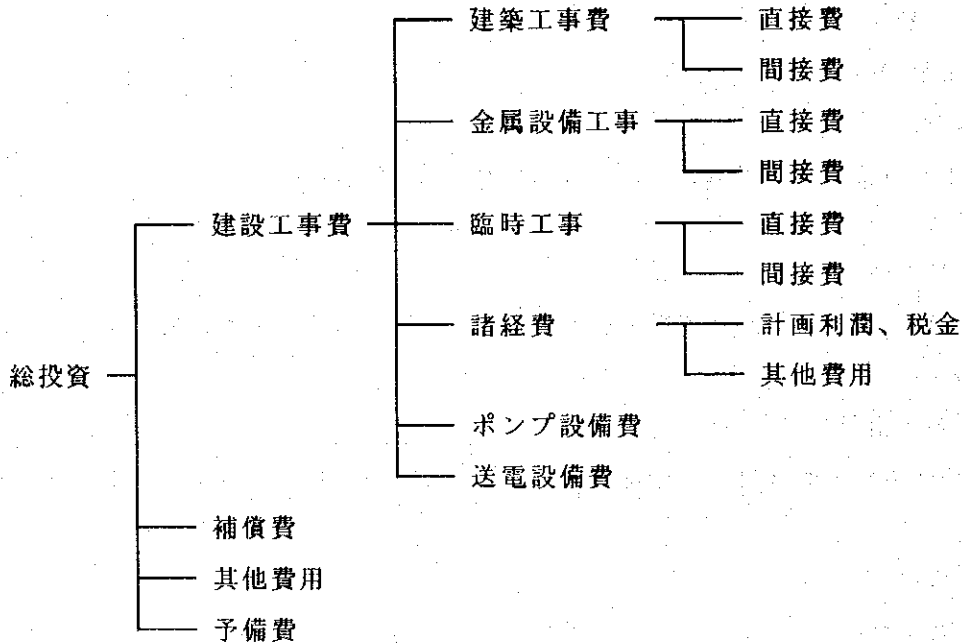 建築工事費 直接費
間接費
金属設備工事 直接費
間接費
建設工事費 臨時工事 直接費
間接費
諸経費 計画利潤、税金
総投資 其他費用
ポンプ設備費
送電設備費
補償費
其他費用
予備費